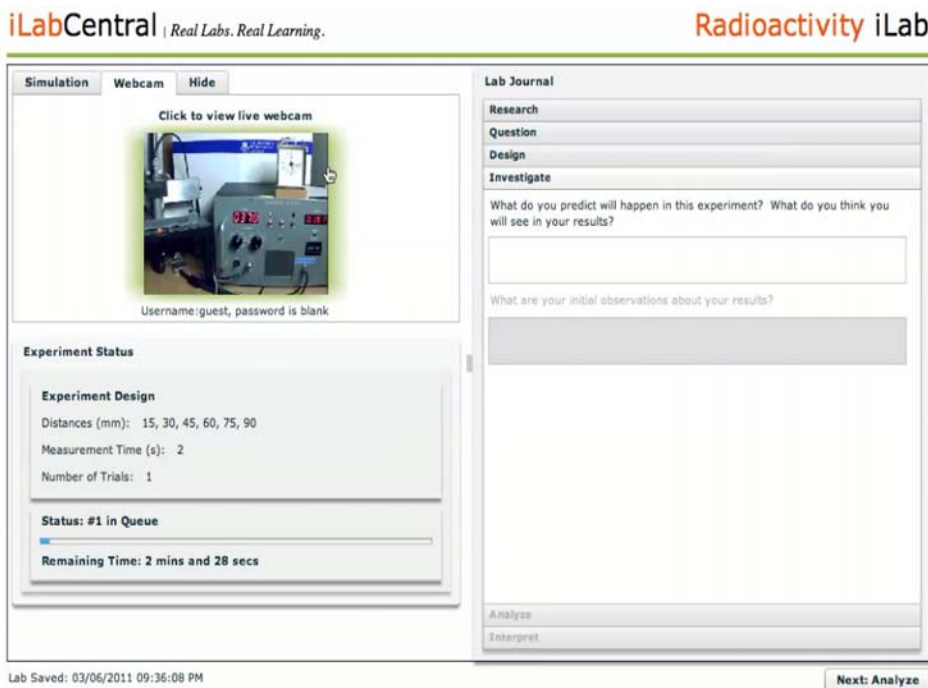 iLabCentral | Real Labs. Real Learning.
Radioactivity iLab
Simulation Webcam Hide
Click to view live webcam
0370
Username:guest, password is blank
Experiment Status
Experiment Design
Distances (mm): 15, 30, 45, 60, 75, 90
Measurement Time (s): 2
Number of Trials: 1
Status: #1 in Queue
Remaining Time: 2 mins and 28 secs
Lab Journal
Research
Question
Design
Investigate
What do you predict will happen in this experiment? What do you think you
will see in your results?
What are your initial observations about your results?
Analyze
Interpret
Lab Saved: 03/06/2011 09:36:08 PM
Next: Analyze